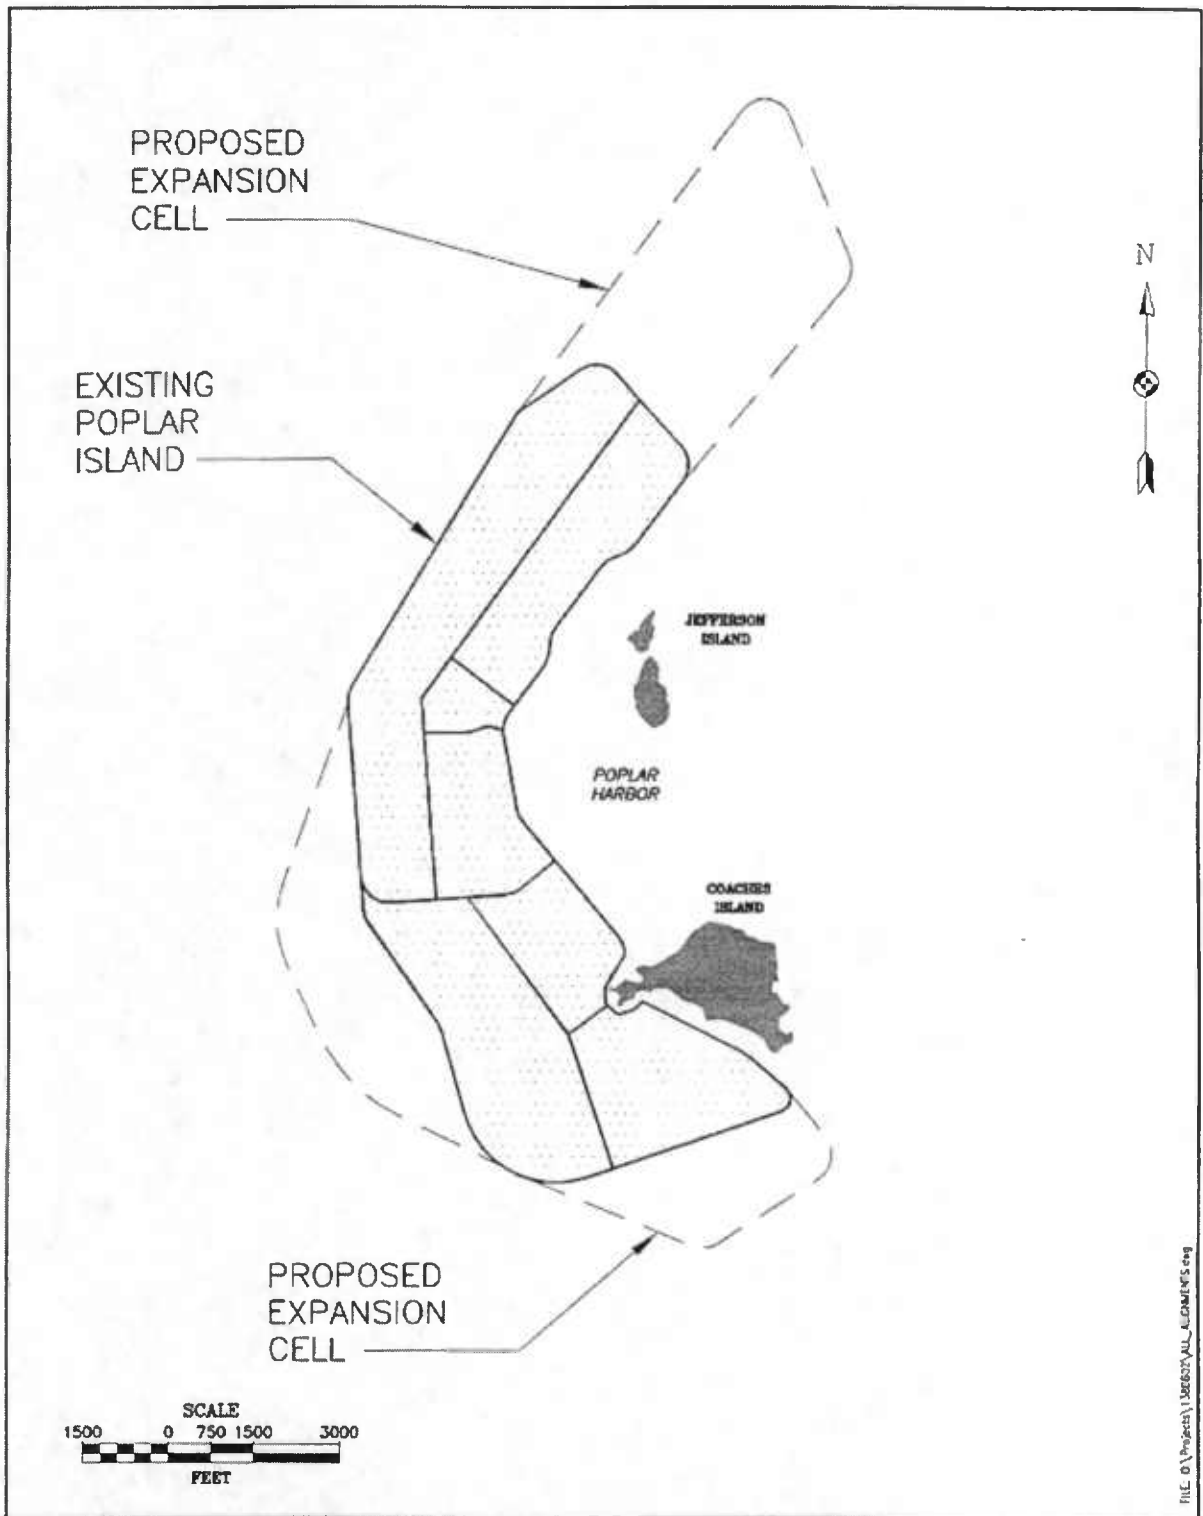 PROPOSED
EXPANSION
CELL
N
EXISTING
POPLAR
ISLAND
JEFFERSON
ISLAND
POPLAR
HARBOR
COACHES
ISLAND
PROPOSED
EXPANSION
CELL
SCALE
1500 0 750 1500 3000
FEET